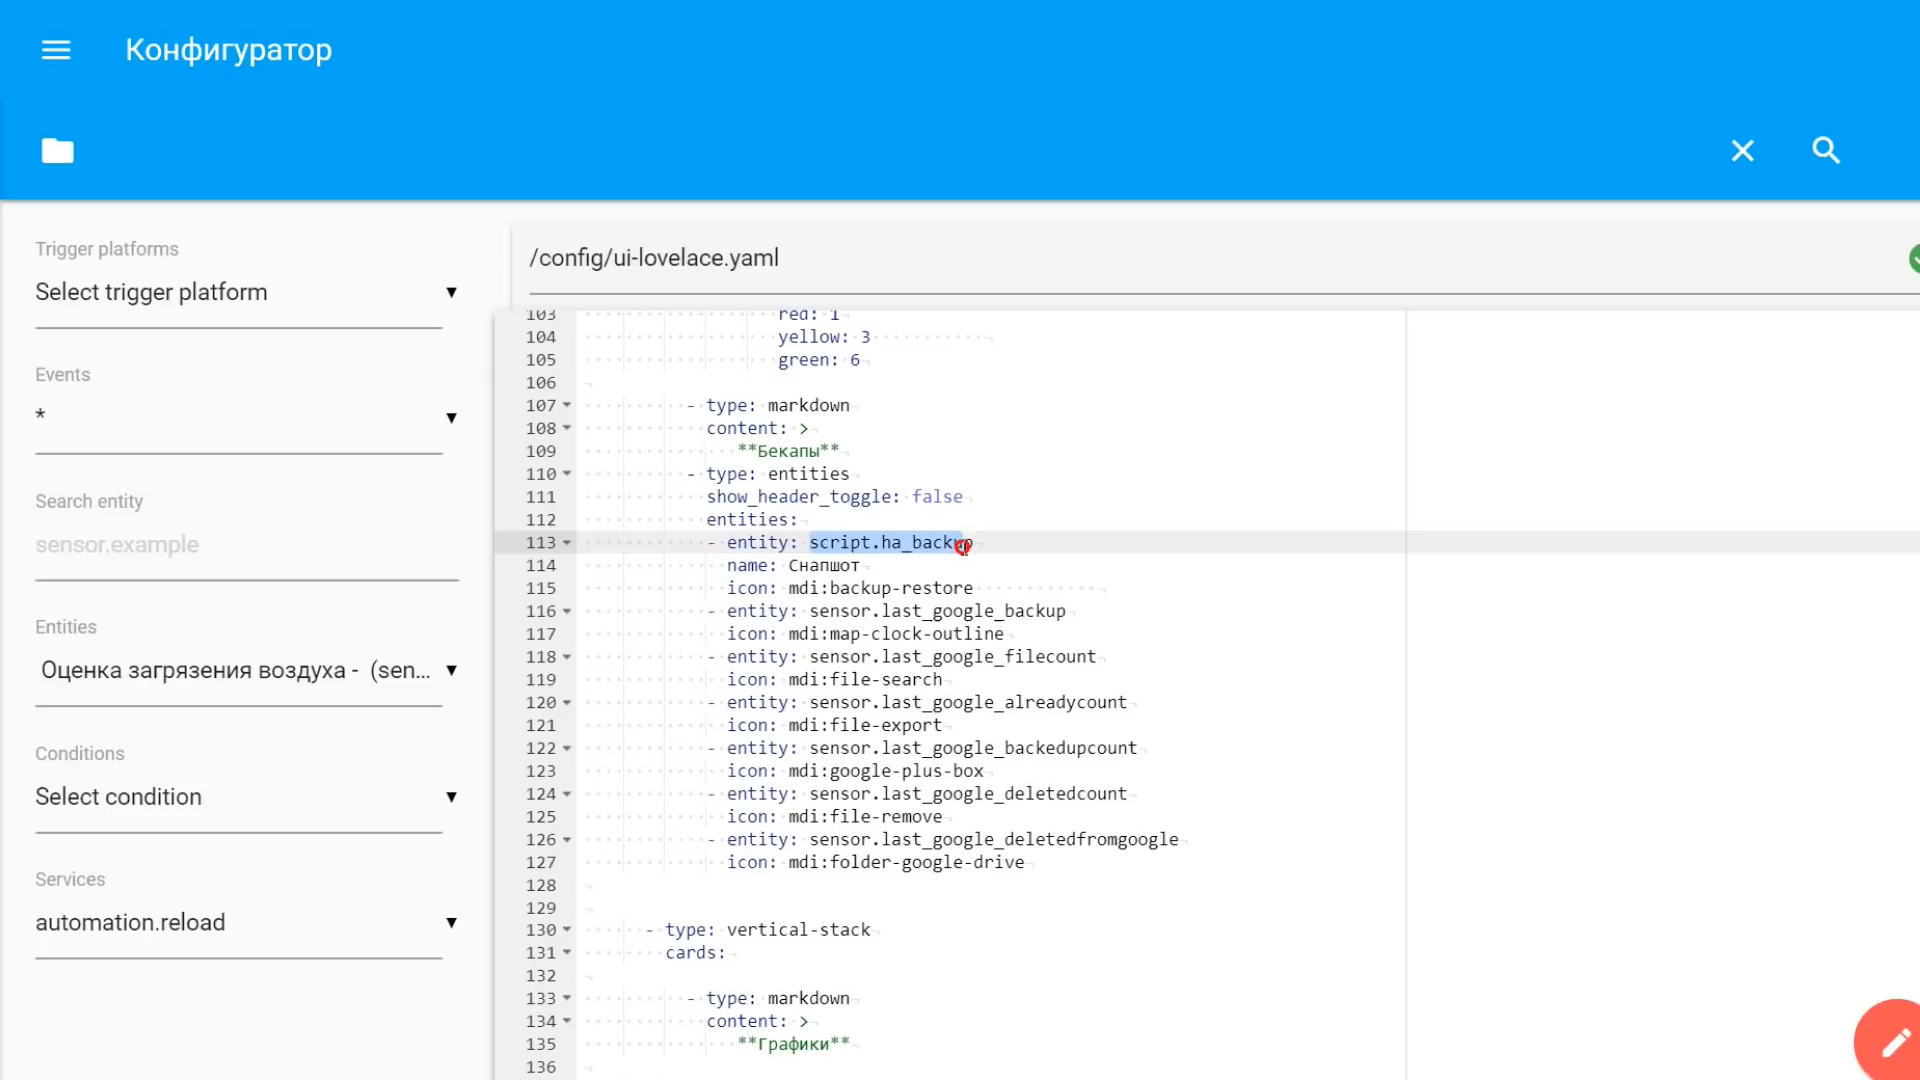 Конфигуратор
Trigger platforms
Select trigger platform
Events
*
Search entity
sensor.example
Entities
Оценка загрязения воздуха - (sen...
Conditions
Select condition
Services
automation.reload
/config/ui-lovelace.yaml
103 red: 1
104 yellow: 3
105 green: 6
106
107 - type: markdown
108 content: >
109 **Бекапы**
110 - type: entities
111 show_header_toggle: false
112 entities:
113 - entity: script.ha_backup
114 name: Снапшот
115 icon: mdi:backup-restore
116 - entity: sensor.last_google_backup
117 icon: mdi:map-clock-outline
118 - entity: sensor.last_google_filecount
119 icon: mdi:file-search
120 - entity: sensor.last_google_alreadycount
121 icon: mdi:file-export
122 - entity: sensor.last_google_backedupcount
123 icon: mdi:google-plus-box
124 - entity: sensor.last_google_deletedcount
125 icon: mdi:file-remove
126 - entity: sensor.last_google_deletedfromgoogle
127 icon: mdi:folder-google-drive
128
129
130 - type: vertical-stack
131 cards:
132
133 - type: markdown
134 content: >
135 **Графики**
136